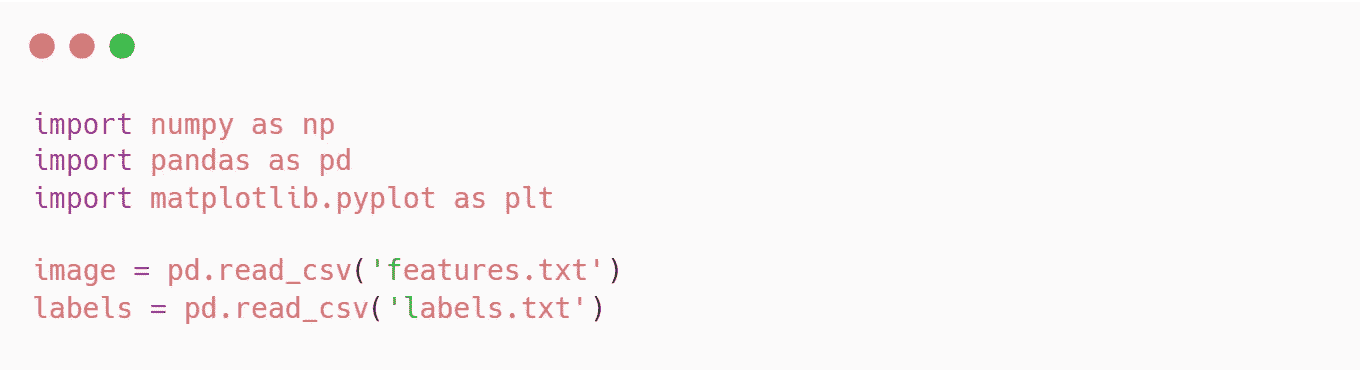 import numpy as np
import pandas as pd
import matplotlib.pyplot as plt
image = pd.read_csv('features.txt')
labels = pd.read_csv('labels.txt')